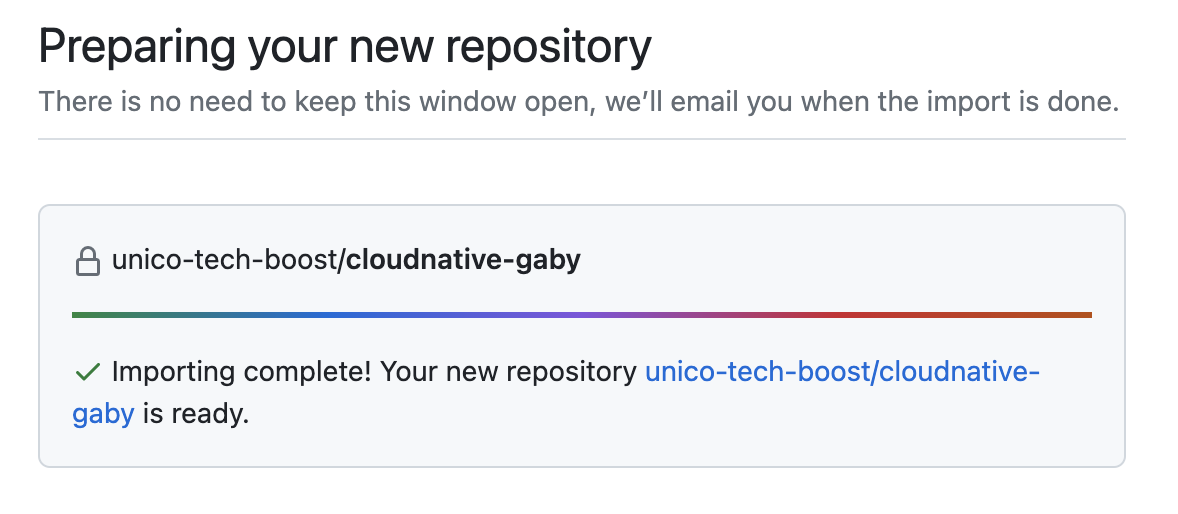 Preparing your new repository
There is no need to keep this window open, we’ll email you when the import is done.
unico-tech-boost/cloudnative-gaby
Importing complete! Your new repository unico-tech-boost/cloudnative-
gaby is ready.